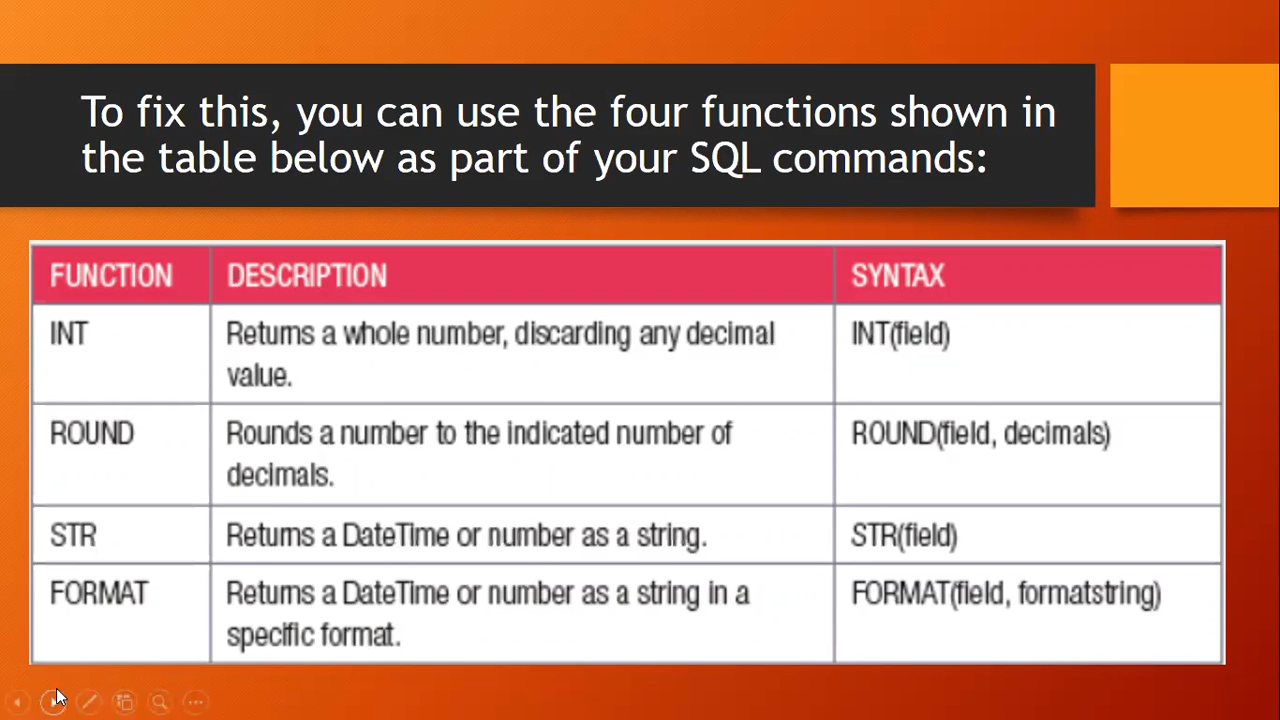 To fix this, you can use the four functions shown in
the table below as part of your SQL commands:
FUNCTION DESCRIPTION SYNTAX
INT Returns a whole number, discarding any decimal INT(field)
value.
ROUND Rounds a number to the indicated number of ROUND(field, decimals)
decimals.
STR Returns a DateTime or number as a string. STR(field)
FORMAT Returns a DateTime or number as a string in a FORMAT(field, formatstring)
specific format.